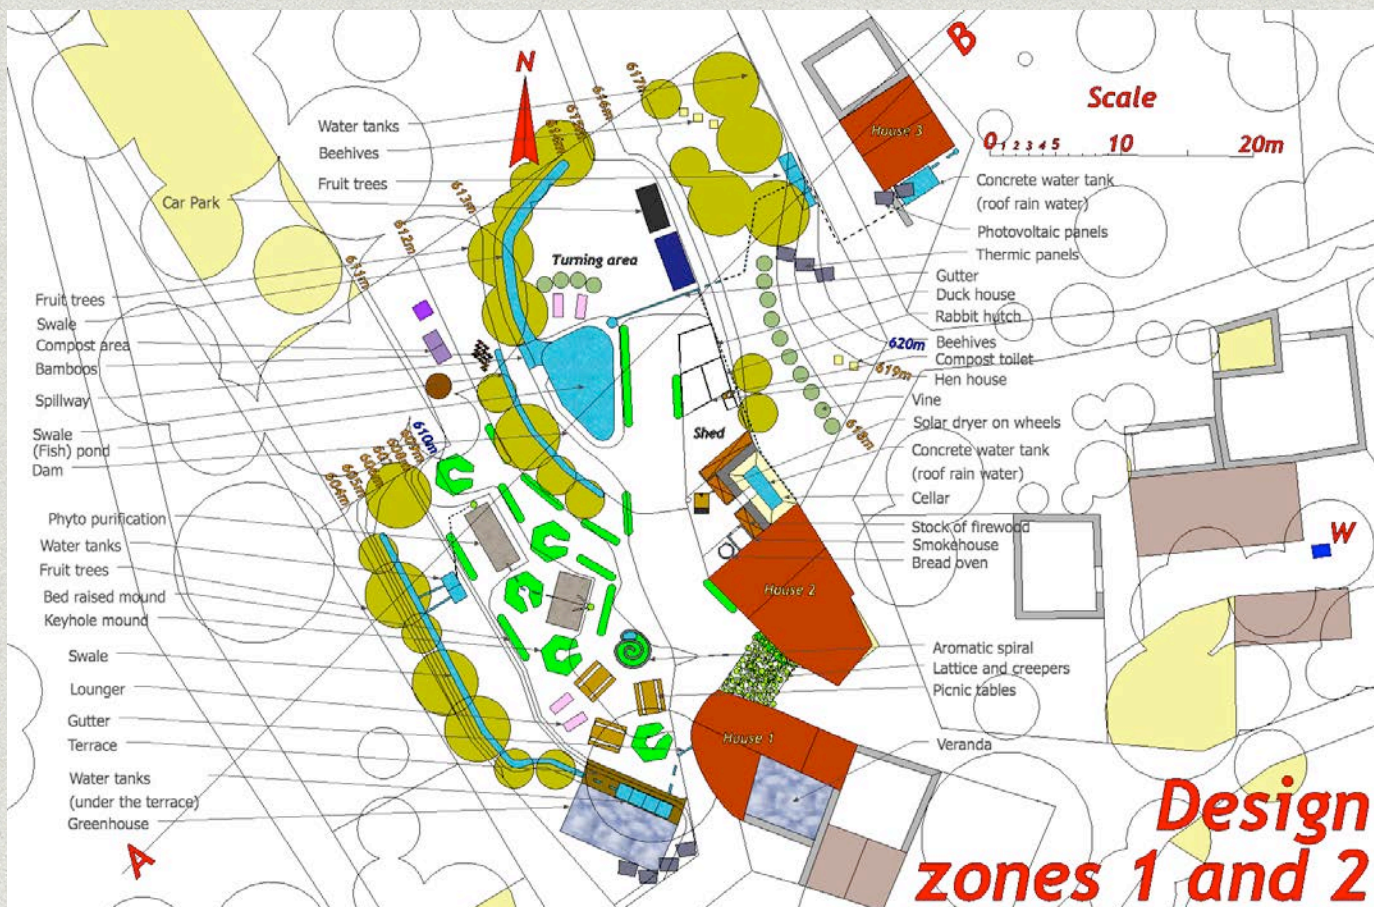 N
B
Scale
0 1 2 3 4 5 10 20m
617m
616m
615m
614m
613m
612m
611m
Water tanks
Beehives
Fruit trees
Car Park
Fruit trees
Swale
Compost area
Bamboos
Spillway
Swale
(Fish) pond
Dam
Phyto purification
Water tanks
Fruit trees
Bed raised mound
Keyhole mound
Swale
Lounger
Gutter
Terrace
Water tanks
(under the terrace)
Greenhouse
A
610m
609m
608m
605m
604m
Turning area
Shed
House 3
House 2
House 1
Concrete water tank
(roof rain water)
Photovoltaic panels
Thermic panels
Gutter
Duck house
Rabbit hutch
620m
Beehives
619m
Compost toilet
Hen house
Vine
618m
Solar dryer on wheels
Concrete water tank
(roof rain water)
Cellar
Stock of firewood
Smokehouse
Bread oven
W
Aromatic spiral
Lattice and creepers
Picnic tables
Veranda
Design
zones 1 and 2